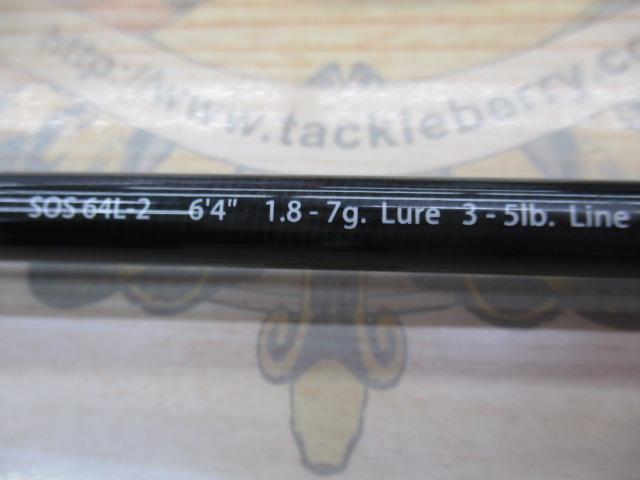 http://www.tackleberry.co
SOS 64L-2 6'4" 1.8 - 7g. Lure 3 - 5lb. Line